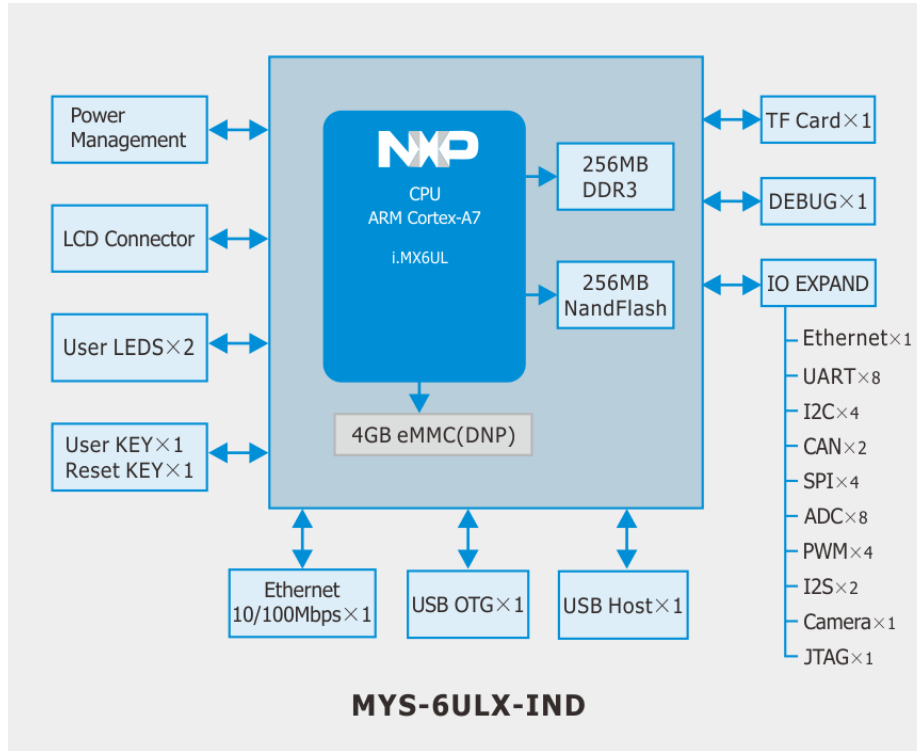 Power
Management
LCD Connector
User LEDS×2
User KEY×1
Reset KEY×1
NXP
CPU
ARM Cortex-A7
i.MX6UL
256MB
DDR3
256MB
NandFlash
4GB eMMC(DNP)
TF Card×1
DEBUG×1
IO EXPAND
Ethernet×1
UART×8
I2C×4
CAN×2
SPI×4
ADC×8
PWM×4
I2S×2
Camera×1
JTAG×1
Ethernet
10/100Mbps×1
USB OTG×1
USB Host×1
MYS-6ULX-IND